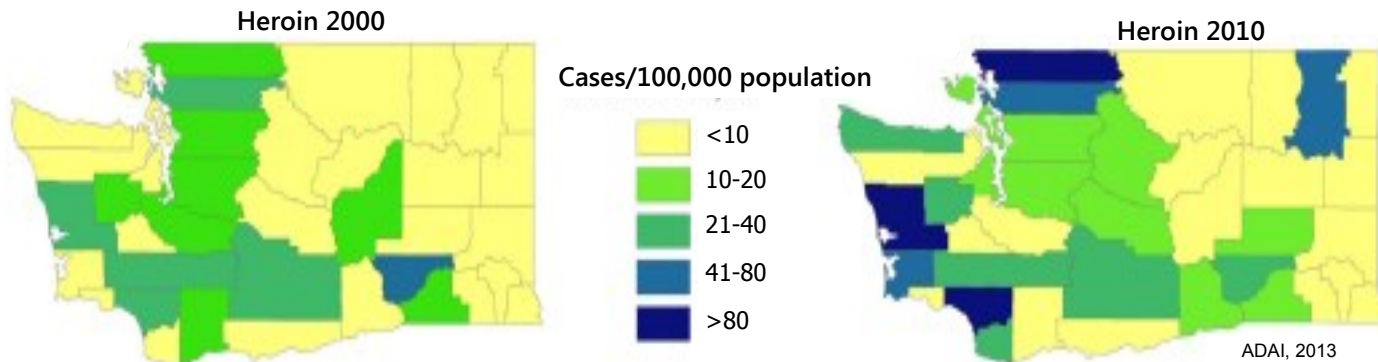 Heroin 2000
Heroin 2010
Cases/100,000 population
<10
10-20
21-40
41-80
>80
ADAI, 2013